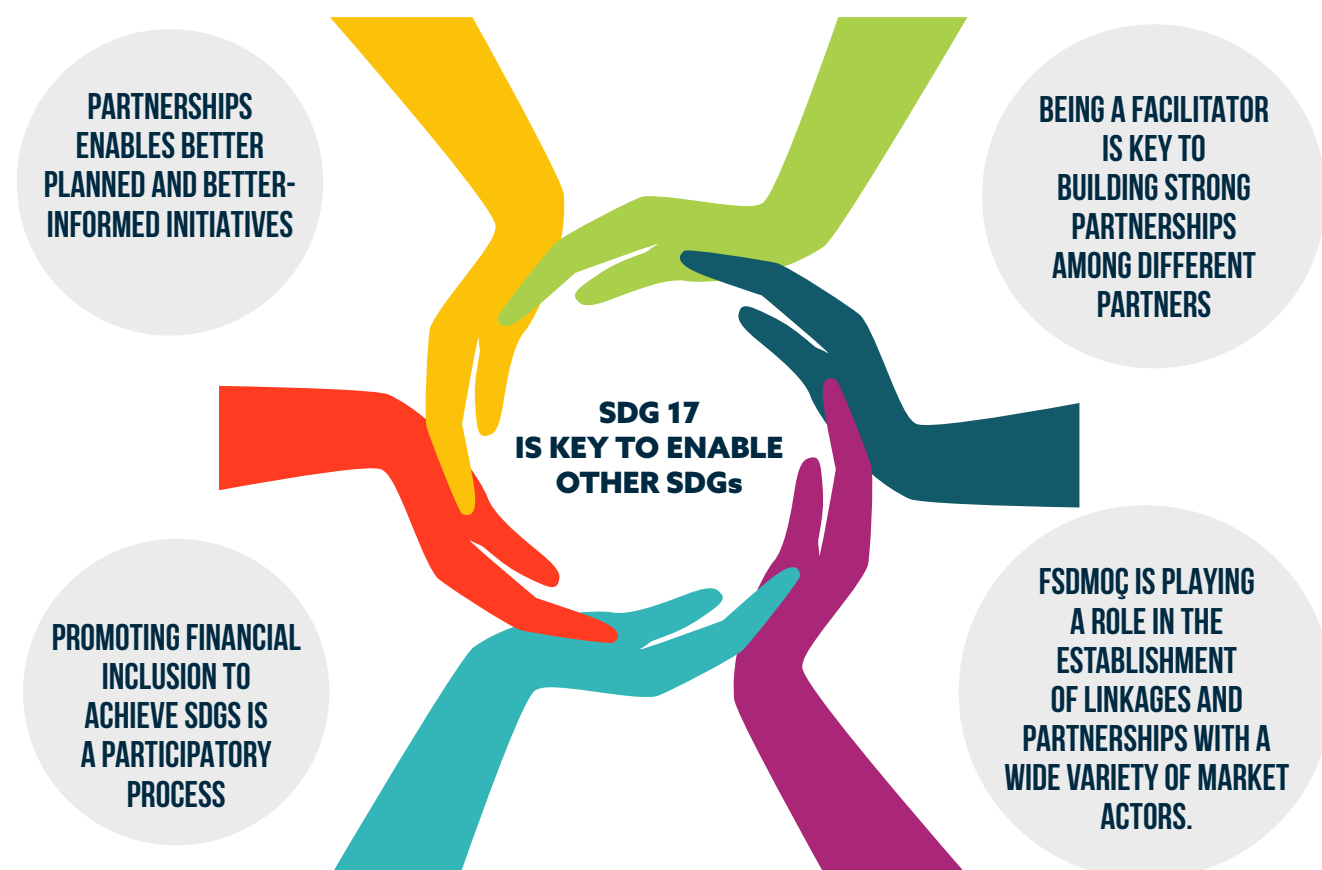 PARTNERSHIPS
ENABLES BETTER
PLANNED AND BETTER-
INFORMED INITIATIVES
BEING A FACILITATOR
IS KEY TO
BUILDING STRONG
PARTNERSHIPS
AMONG DIFFERENT
PARTNERS
SDG 17
IS KEY TO ENABLE
OTHER SDGs
PROMOTING FINANCIAL
INCLUSION TO
ACHIEVE SDGS IS
A PARTICIPATORY
PROCESS
FSDMOÇ IS PLAYING
A ROLE IN THE
ESTABLISHMENT
OF LINKAGES AND
PARTNERSHIPS WITH A
WIDE VARIETY OF MARKET
ACTORS.